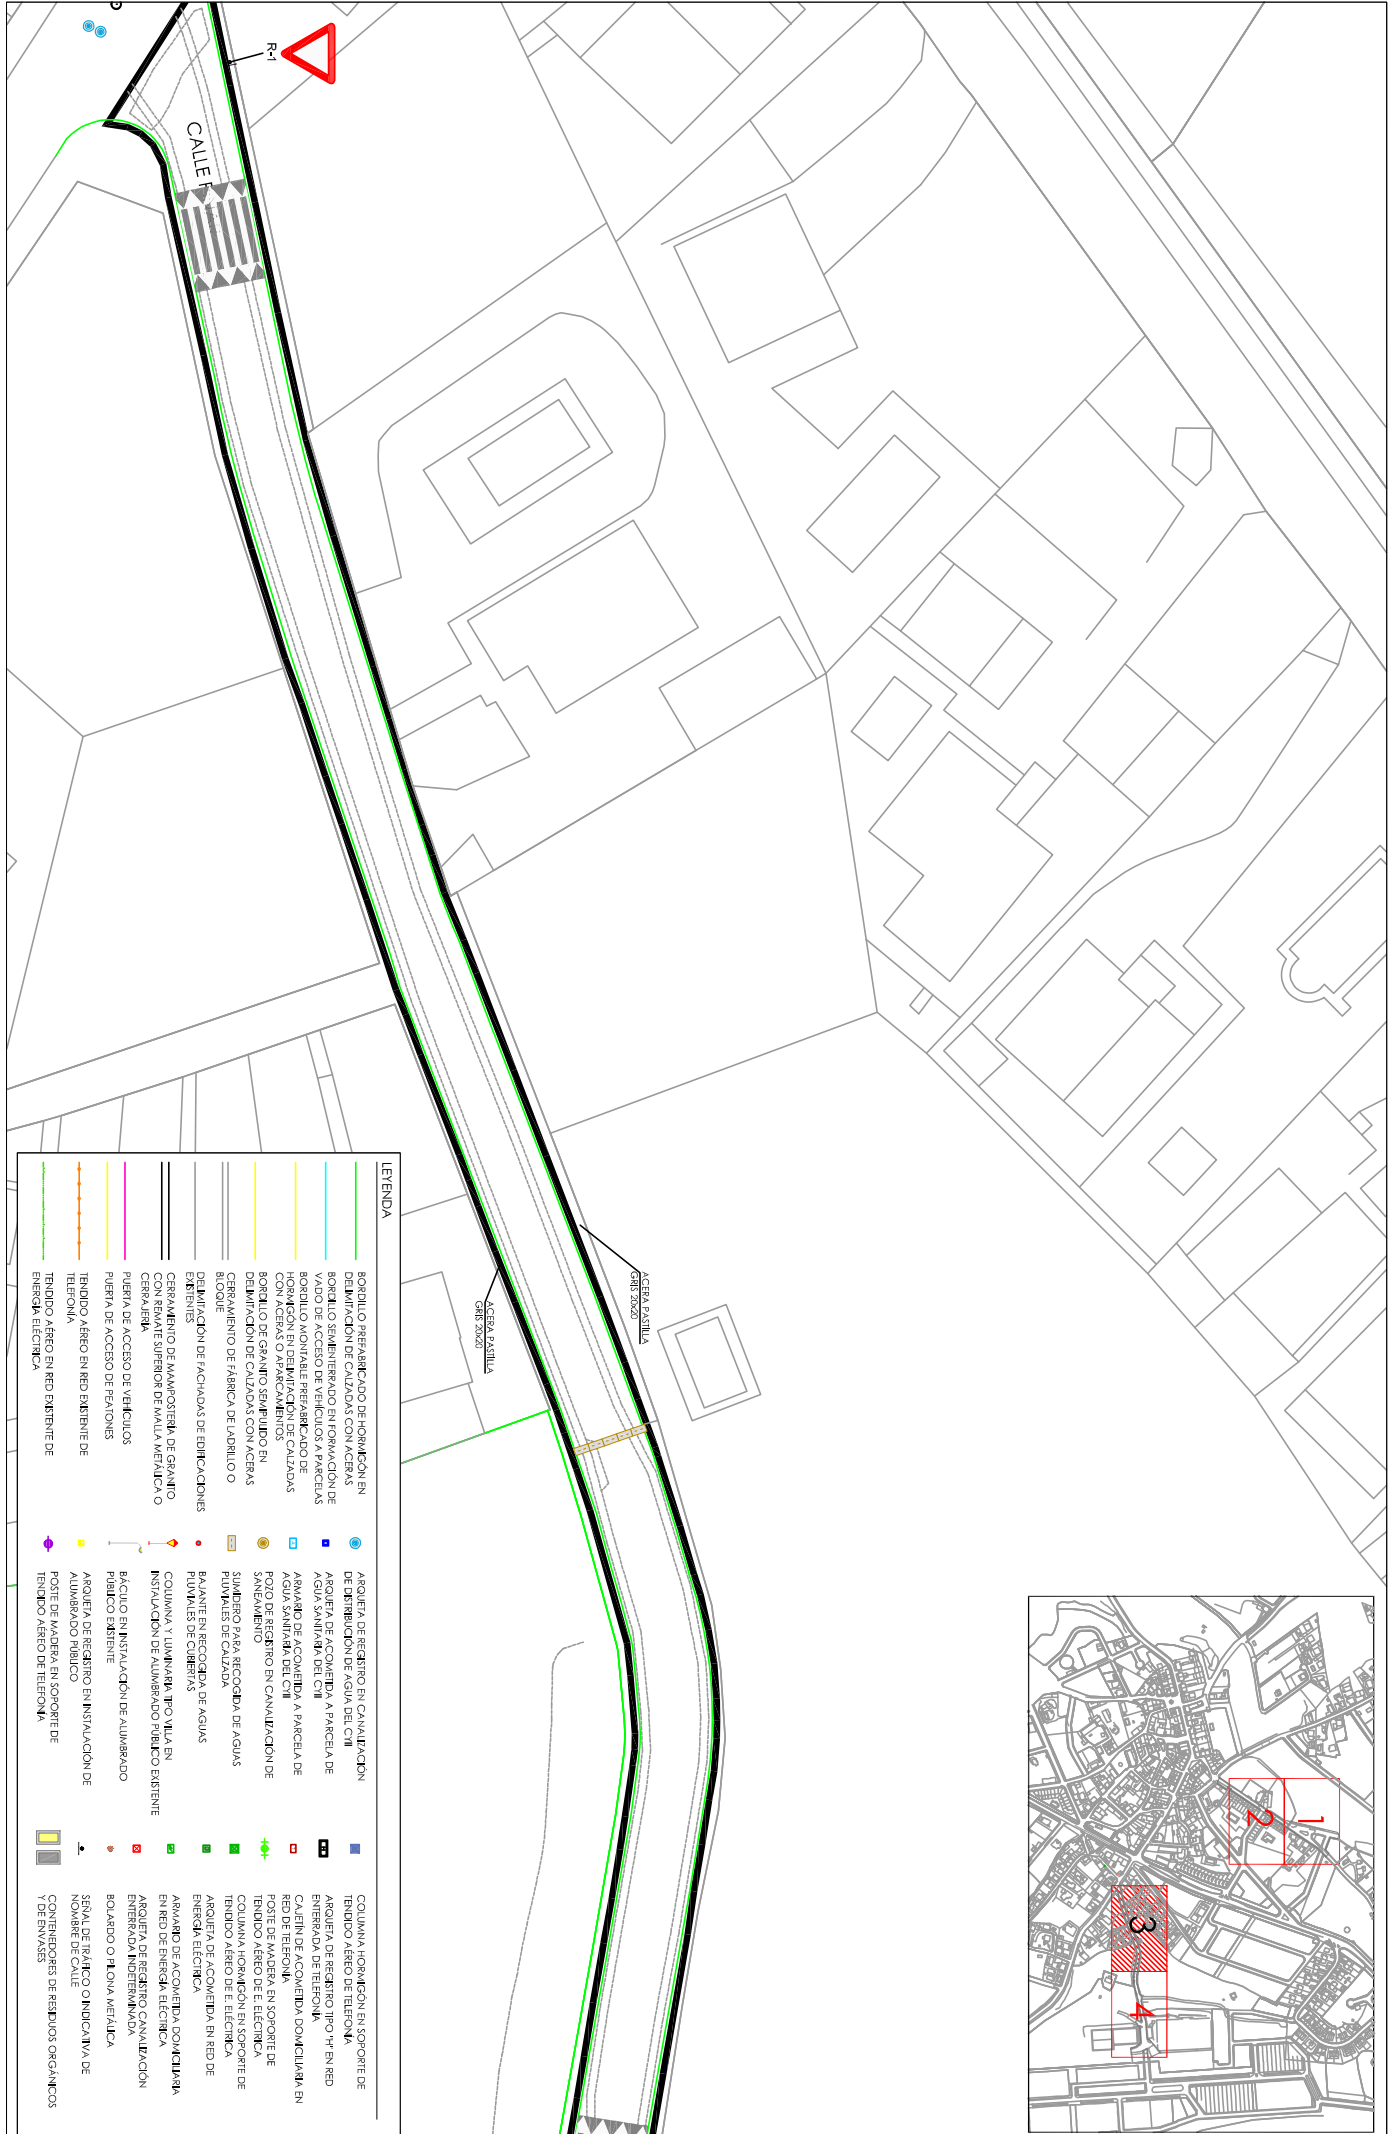 R-1
CALLE
ACERA PASTILLA
GRIS 20X20
ACERA PASTILLA
GRIS 20X20
1
2
3
4
LEYENDA
BORDILLO PREFABRICADO DE HORMIGÓN EN
DELIMITACIÓN DE CALZADAS CON ACERAS
BORDILLO SEMIENTERRADO EN FORMACIÓN DE
VADO DE ACCESO DE VEHÍCULOS A PARCELAS
BORDILLO MONTABLE PREFABRICADO DE
HORMIGÓN EN DELIMITACIÓN DE CALZADAS
CON ACERAS O APARCAMIENTOS
BORDILLO DE GRANITO SEMIPULIDO EN
DELIMITACIÓN DE CALZADAS CON ACERAS
CERRAMIENTO DE FÁBRICA DE LADRILLO O
BLOQUE
DELIMITACIÓN DE FACHADAS DE EDIFICACIONES
EXISTENTES
CERRAMIENTO DE MAMPOSTERÍA DE GRANITO
CON REMATE SUPERIOR DE MALLA METÁLICA O
CERRAJERÍA
PUERTA DE ACCESO DE VEHÍCULOS
PUERTA DE ACCESO DE PEATONES
TENDIDO AÉREO EN RED EXISTENTE DE
TELEFONÍA
TENDIDO AÉREO EN RED EXISTENTE DE
ENERGÍA ELÉCTRICA
ARQUETA DE REGISTRO EN CANALIZACIÓN
DE DISTRIBUCIÓN DE AGUA DEL CYII
ARQUETA DE ACOMETIDA A PARCELA DE
AGUA SANITARIA DEL CYII
ARMARIO DE ACOMETIDA A PARCELA DE
AGUA SANITARIA DEL CYII
POZO DE REGISTRO EN CANALIZACIÓN DE
SANEAMIENTO
SUMIDERO PARA RECOGIDA DE AGUAS
PLUVIALES DE CALZADA
BAJANTE EN RECOGIDA DE AGUAS
PLUVIALES DE CUBIERTAS
COLUMNA Y LUMINARIA TIPO VILLA EN
INSTALACIÓN DE ALUMBRADO PÚBLICO EXISTENTE
BÁCULO EN INSTALACIÓN DE ALUMBRADO
PÚBLICO EXISTENTE
ARQUETA DE REGISTRO EN INSTALACIÓN DE
ALUMBRADO PÚBLICO
POSTE DE MADERA EN SOPORTE DE
TENDIDO AÉREO DE TELEFONÍA
COLUMNA HORMIGÓN EN SOPORTE DE
TENDIDO AÉREO DE TELEFONÍA
ARQUETA DE REGISTRO TIPO "H" EN RED
ENTERRADA DE TELEFONÍA
CAJETÍN DE ACOMETIDA DOMICILIARIA EN
RED DE TELEFONÍA
POSTE DE MADERA EN SOPORTE DE
TENDIDO AÉREO DE E. ELÉCTRICA
COLUMNA HORMIGÓN EN SOPORTE DE
TENDIDO AÉREO DE E. ELÉCTRICA
ARQUETA DE ACOMETIDA EN RED DE
ENERGÍA ELÉCTRICA
ARMARIO DE ACOMETIDA DOMICILIARIA
EN RED DE ENERGÍA ELÉCTRICA
ARQUETA DE REGISTRO CANALIZACIÓN
ENTERRADA INDETERMINADA
BOLARDO O PILONA METÁLICA
SEÑAL DE TRÁFICO O INDICATIVA DE
NOMBRE DE CALLE
CONTENEDORES DE RESIDUOS ORGÁNICOS
Y DE ENVASES